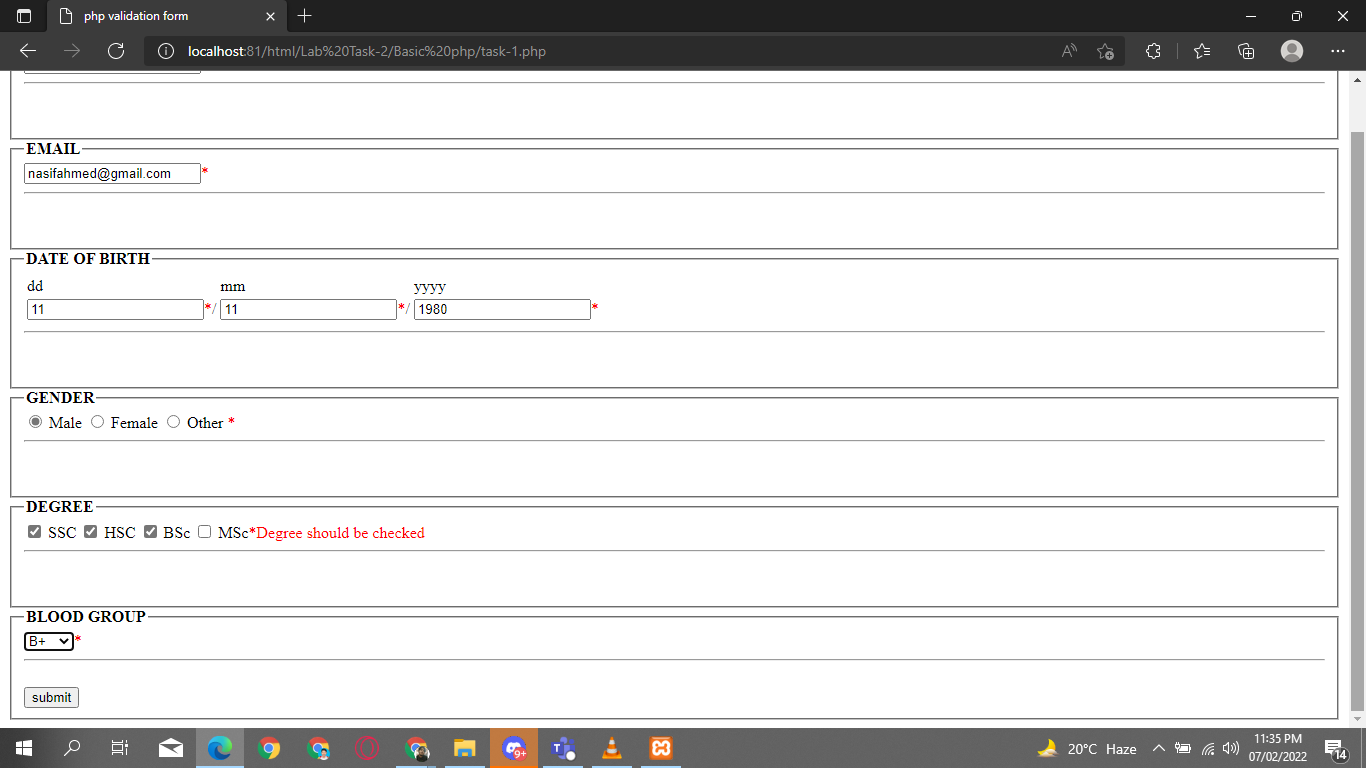 php validation form
localhost:81/html/Lab%20Task-2/Basic%20php/task-1.php
EMAIL
nasifahmed@gmail.com *
DATE OF BIRTH
dd mm yyyy
11 */ 11 */ 1980 *
GENDER
Male Female Other *
DEGREE
SSC HSC BSc MSc*Degree should be checked
BLOOD GROUP
B+ *
submit
9+ 20°C Haze 11:35 PM
07/02/2022 14